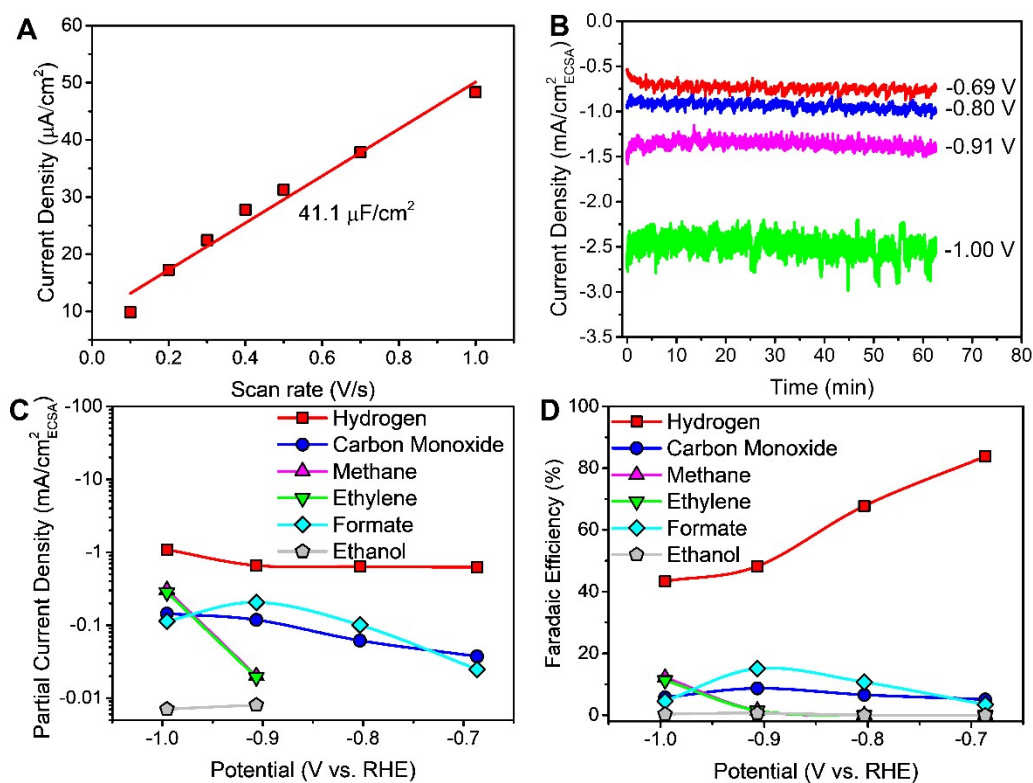 A
Current Density (μA/cm²)
60
50
40
30
20
10
41.1 μF/cm²
0.0 0.2 0.4 0.6 0.8 1.0
Scan rate (V/s)
B
Current Density (mA/cm²ECSA)
0.0
-0.5
-1.0
-1.5
-2.0
-2.5
-3.0
-3.5
-0.69 V
-0.80 V
-0.91 V
-1.00 V
0 10 20 30 40 50 60 70 80
Time (min)
C
Partial Current Density (mA/cm²ECSA)
-100
-10
-1
-0.1
-0.01
Hydrogen
Carbon Monoxide
Methane
Ethylene
Formate
Ethanol
-1.0 -0.9 -0.8 -0.7
Potential (V vs. RHE)
D
Faradaic Efficiency (%)
100
80
60
40
20
0
Hydrogen
Carbon Monoxide
Methane
Ethylene
Formate
Ethanol
-1.0 -0.9 -0.8 -0.7
Potential (V vs. RHE)